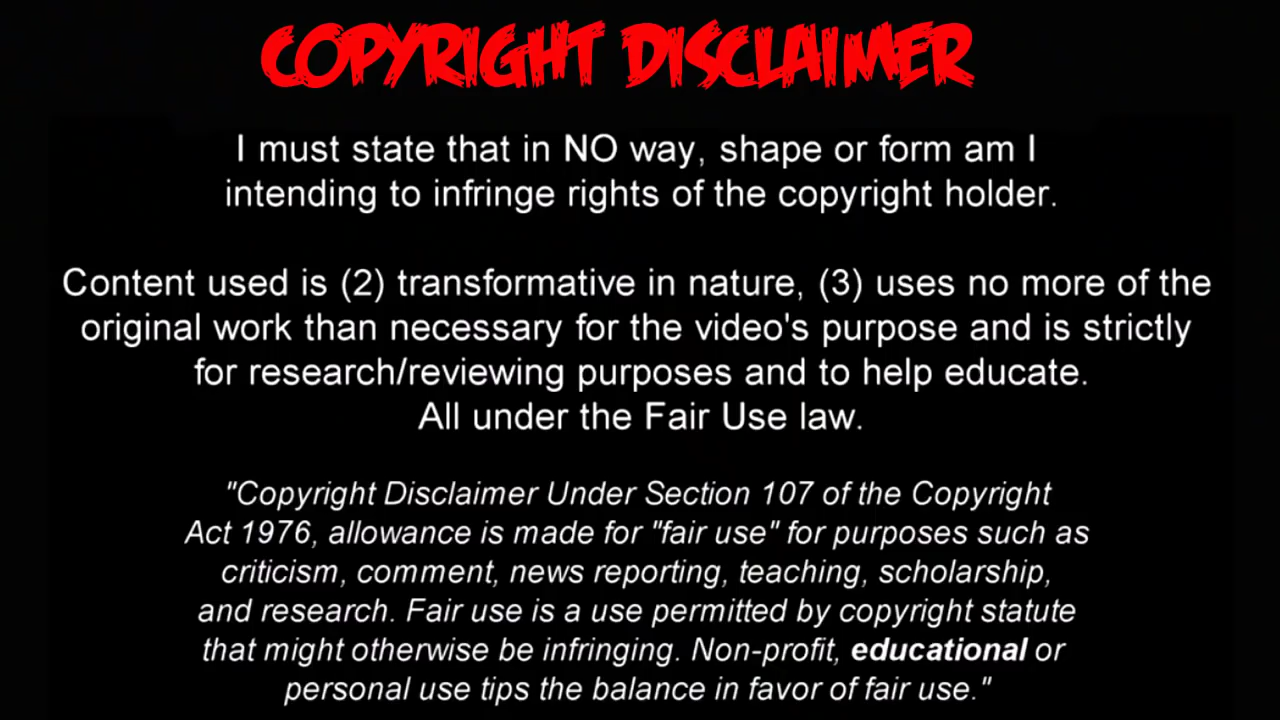 COPYRIGHT DISCLAIMER
I must state that in NO way, shape or form am I
intending to infringe rights of the copyright holder.
Content used is (2) transformative in nature, (3) uses no more of the
original work than necessary for the video's purpose and is strictly
for research/reviewing purposes and to help educate.
All under the Fair Use law.
"Copyright Disclaimer Under Section 107 of the Copyright
Act 1976, allowance is made for "fair use" for purposes such as
criticism, comment, news reporting, teaching, scholarship,
and research. Fair use is a use permitted by copyright statute
that might otherwise be infringing. Non-profit, educational or
personal use tips the balance in favor of fair use."